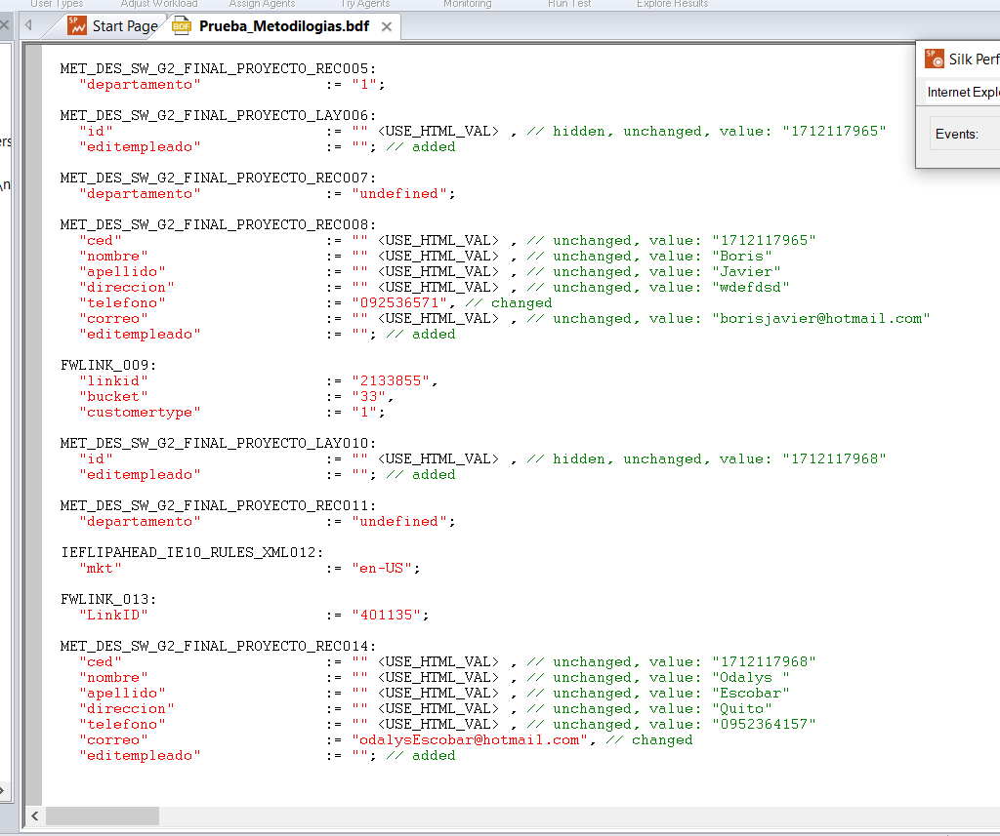 User Types Adjust Workload Assign Agents Try Agents Monitoring Run Test Explore Results
Start Page Prueba_Metodilogias.bdf
Silk Perf
Internet Explo
Events:
MET_DES_SW_G2_FINAL_PROYECTO_REC005:
"departamento" := "1";
MET_DES_SW_G2_FINAL_PROYECTO_LAY006:
"id" := "" <USE_HTML_VAL> , // hidden, unchanged, value: "1712117965"
"editempleado" := ""; // added
MET_DES_SW_G2_FINAL_PROYECTO_REC007:
"departamento" := "undefined";
MET_DES_SW_G2_FINAL_PROYECTO_REC008:
"ced" := "" <USE_HTML_VAL> , // unchanged, value: "1712117965"
"nombre" := "" <USE_HTML_VAL> , // unchanged, value: "Boris"
"apellido" := "" <USE_HTML_VAL> , // unchanged, value: "Javier"
"direccion" := "" <USE_HTML_VAL> , // unchanged, value: "wdefdsd"
"telefono" := "092536571", // changed
"correo" := "" <USE_HTML_VAL> , // unchanged, value: "borisjavier@hotmail.com"
"editempleado" := ""; // added
FWLINK_009:
"linkid" := "2133855",
"bucket" := "33",
"customertype" := "1";
MET_DES_SW_G2_FINAL_PROYECTO_LAY010:
"id" := "" <USE_HTML_VAL> , // hidden, unchanged, value: "1712117968"
"editempleado" := ""; // added
MET_DES_SW_G2_FINAL_PROYECTO_REC011:
"departamento" := "undefined";
IEFLIPAHEAD_IE10_RULES_XML012:
"mkt" := "en-US";
FWLINK_013:
"LinkID" := "401135";
MET_DES_SW_G2_FINAL_PROYECTO_REC014:
"ced" := "" <USE_HTML_VAL> , // unchanged, value: "1712117968"
"nombre" := "" <USE_HTML_VAL> , // unchanged, value: "Odalys "
"apellido" := "" <USE_HTML_VAL> , // unchanged, value: "Escobar"
"direccion" := "" <USE_HTML_VAL> , // unchanged, value: "Quito"
"telefono" := "" <USE_HTML_VAL> , // unchanged, value: "0952364157"
"correo" := "odalysEscobar@hotmail.com", // changed
"editempleado" := ""; // added